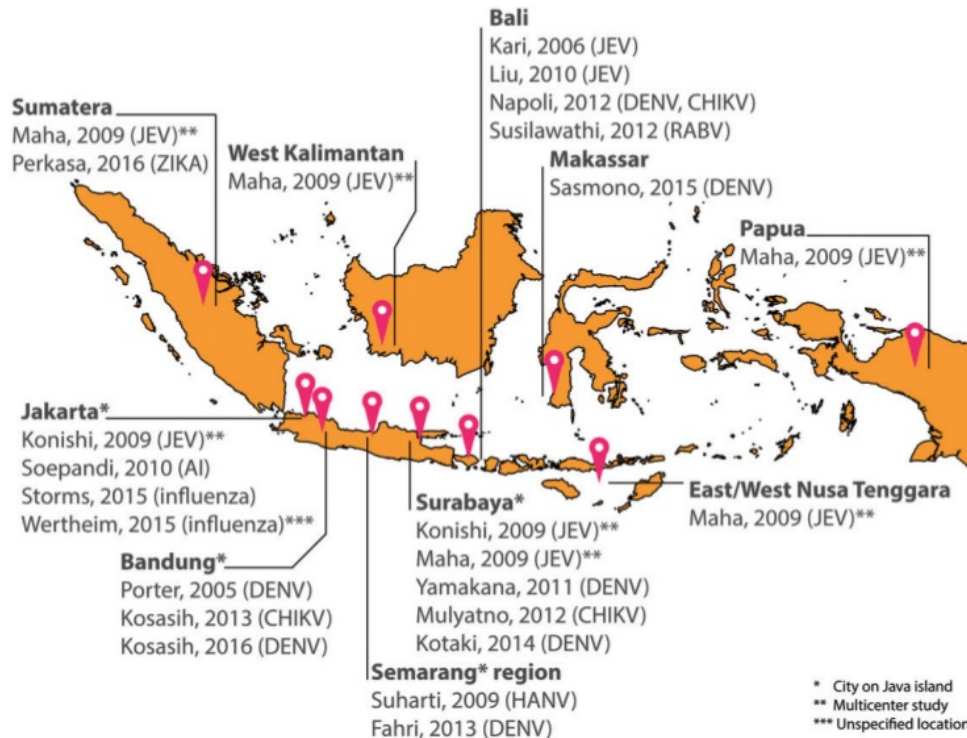 Bali
Kari, 2006 (JEV)
Liu, 2010 (JEV)
Napoli, 2012 (DENV, CHIKV)
Susilawathi, 2012 (RABV)
Sumatera
Maha, 2009 (JEV)**
Perkasa, 2016 (ZIKA)
West Kalimantan
Maha, 2009 (JEV)**
Makassar
Sasmono, 2015 (DENV)
Papua
Maha, 2009 (JEV)**
Jakarta*
Konishi, 2009 (JEV)**
Soepandi, 2010 (AI)
Storms, 2015 (influenza)
Wertheim, 2015 (influenza)***
Bandung*
Porter, 2005 (DENV)
Kosasih, 2013 (CHIKV)
Kosasih, 2016 (DENV)
Semarang* region
Suharti, 2009 (HANV)
Fahri, 2013 (DENV)
Surabaya*
Konishi, 2009 (JEV)**
Maha, 2009 (JEV)**
Yamakana, 2011 (DENV)
Mulyatno, 2012 (CHIKV)
Kotaki, 2014 (DENV)
East/West Nusa Tenggara
Maha, 2009 (JEV)**
* City on Java island
** Multicenter study
*** Unspecified location